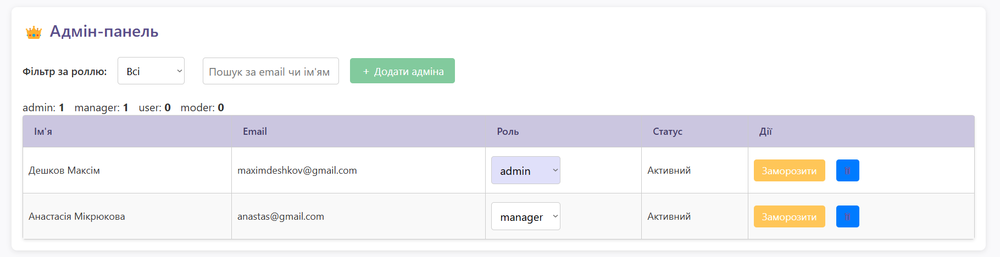 Адмін-панель
Фільтр за роллю: Всі Пошук за email чи ім'ям + Додати адміна
admin: 1 manager: 1 user: 0 moder: 0
Ім'я Email Роль Статус Дії
Дешков Максім maximdeshkov@gmail.com admin Активний Заморозити
Анастасія Мікрюкова anastas@gmail.com manager Активний Заморозити